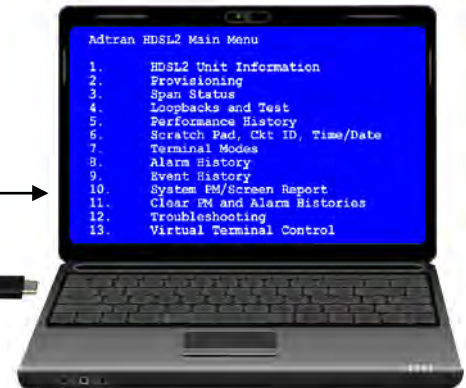 Adtran HDSL2 Main Menu
1. HDSL2 Unit Information
2. Provisioning
3. Span Status
4. Loopbacks and Test
5. Performance History
6. Scratch Pad, Ckt ID, Time/Date
7. Terminal Modes
8. Alarm History
9. Event History
10. System PM/Screen Report
11. Clear PM and Alarm Histories
12. Troubleshooting
13. Virtual Terminal Control